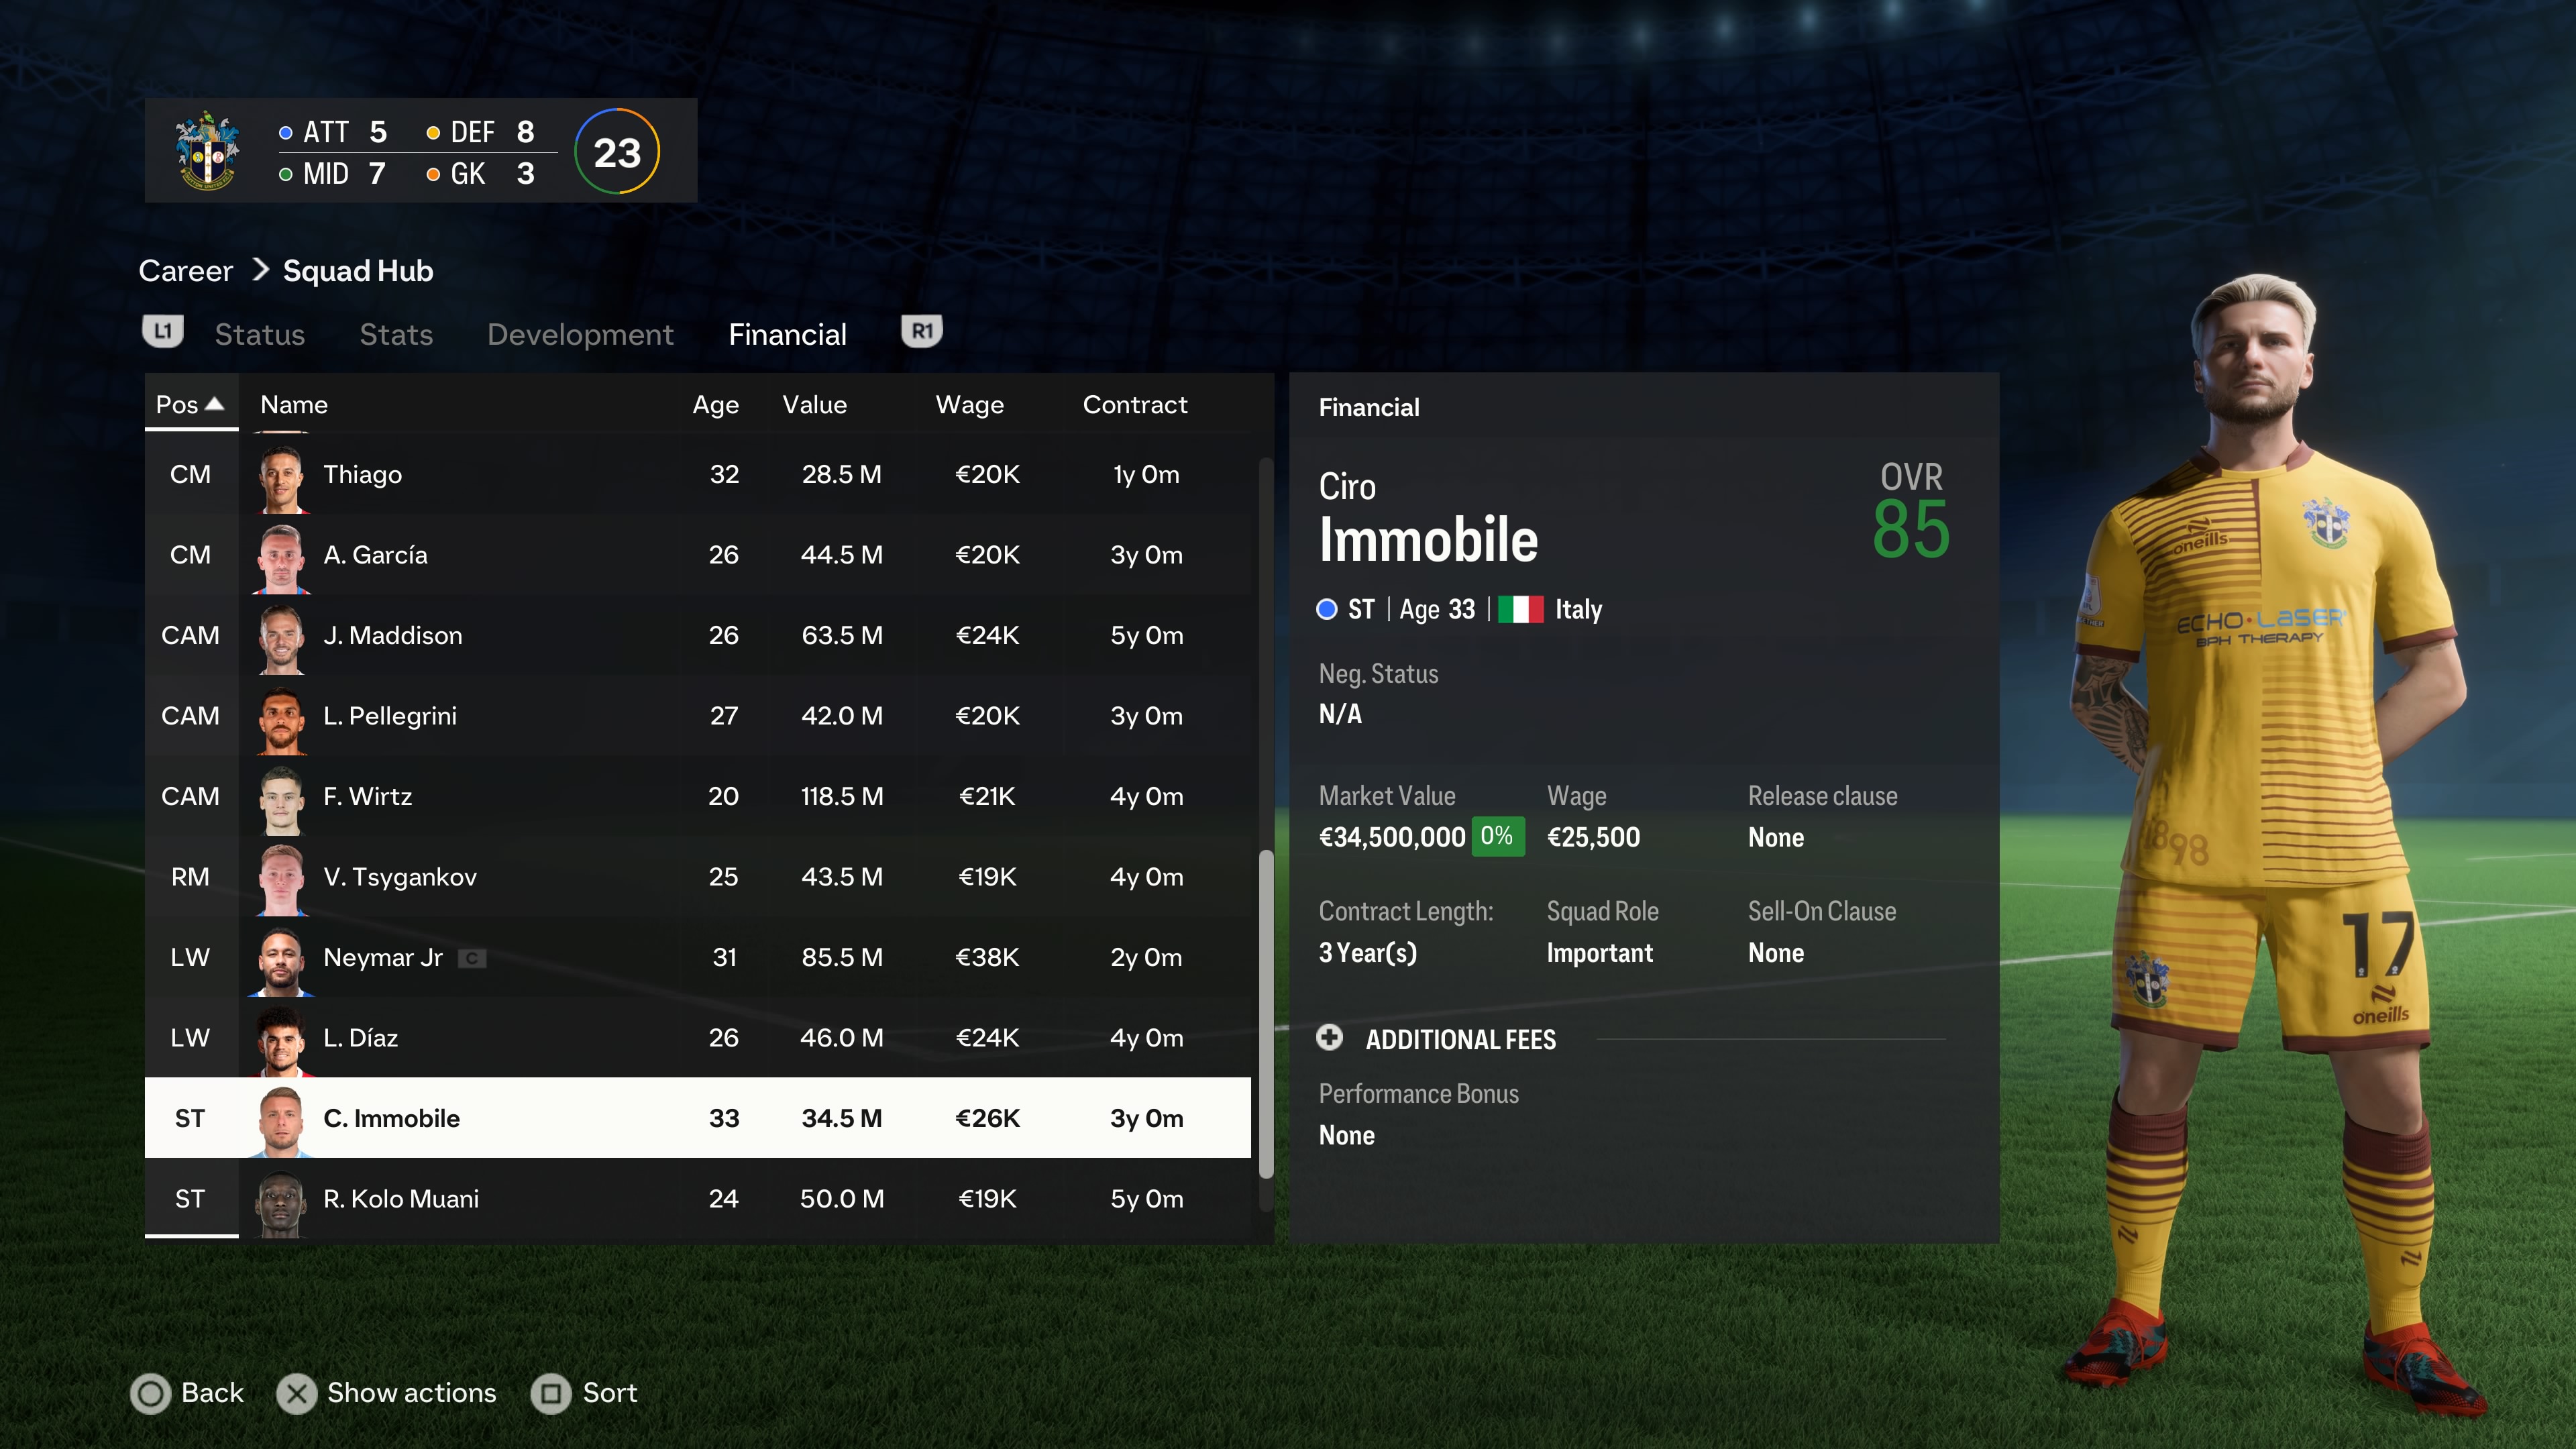 ATT 5 DEF 8
MID 7 GK 3
23
Career > Squad Hub
L1 Status Stats Development Financial R1
Pos Name Age Value Wage Contract
CM Thiago 32 28.5 M €20K 1y 0m
CM A. García 26 44.5 M €20K 3y 0m
CAM J. Maddison 26 63.5 M €24K 5y 0m
CAM L. Pellegrini 27 42.0 M €20K 3y 0m
CAM F. Wirtz 20 118.5 M €21K 4y 0m
RM V. Tsygankov 25 43.5 M €19K 4y 0m
LW Neymar Jr C 31 85.5 M €38K 2y 0m
LW L. Díaz 26 46.0 M €24K 4y 0m
ST C. Immobile 33 34.5 M €26K 3y 0m
ST R. Kolo Muani 24 50.0 M €19K 5y 0m
Financial
Ciro
Immobile
OVR
85
ST | Age 33 | Italy
Neg. Status
N/A
Market Value Wage Release clause
€34,500,000 0% €25,500 None
Contract Length: Squad Role Sell-On Clause
3 Year(s) Important None
ADDITIONAL FEES
Performance Bonus
None
oneills
ECHO•LASER
BPH THERAPY
1898
17
oneills
Back Show actions Sort